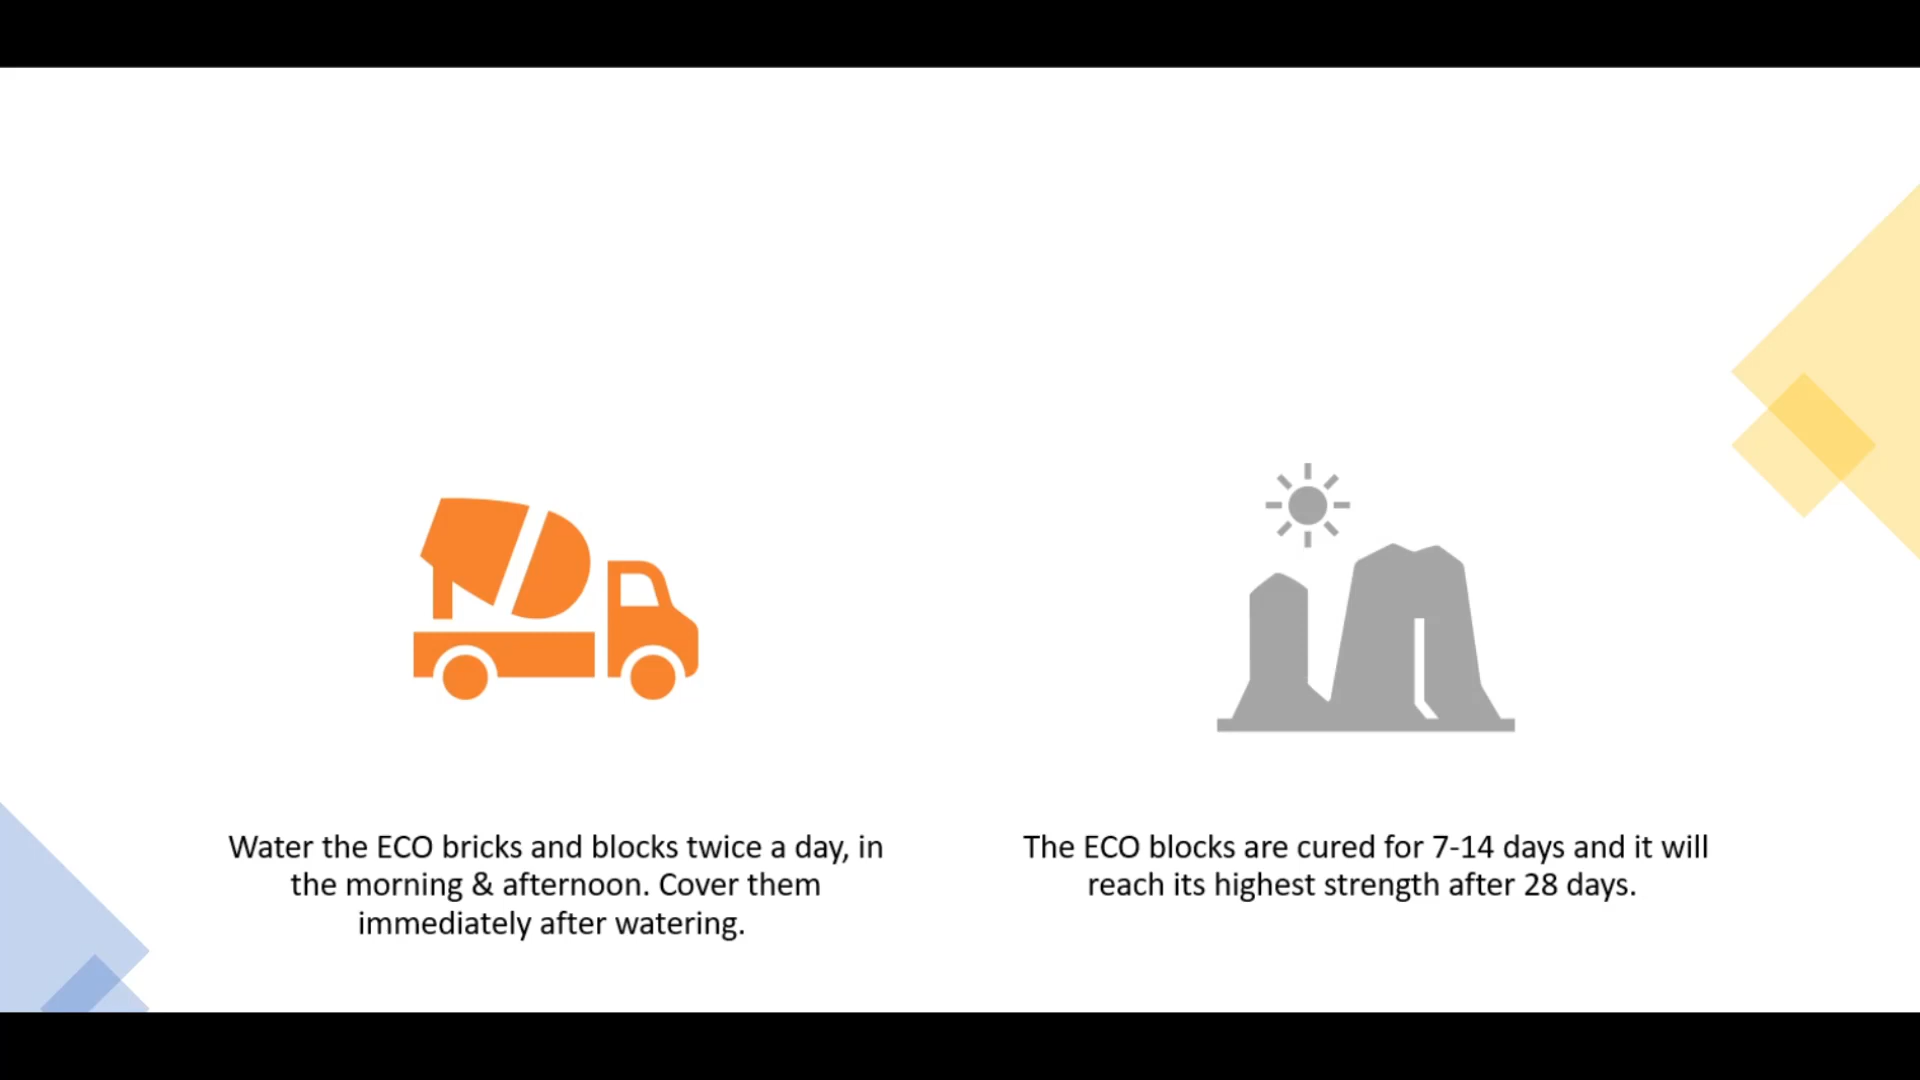 Water the ECO bricks and blocks twice a day, in
the morning & afternoon. Cover them
immediately after watering.
The ECO blocks are cured for 7-14 days and it will
reach its highest strength after 28 days.